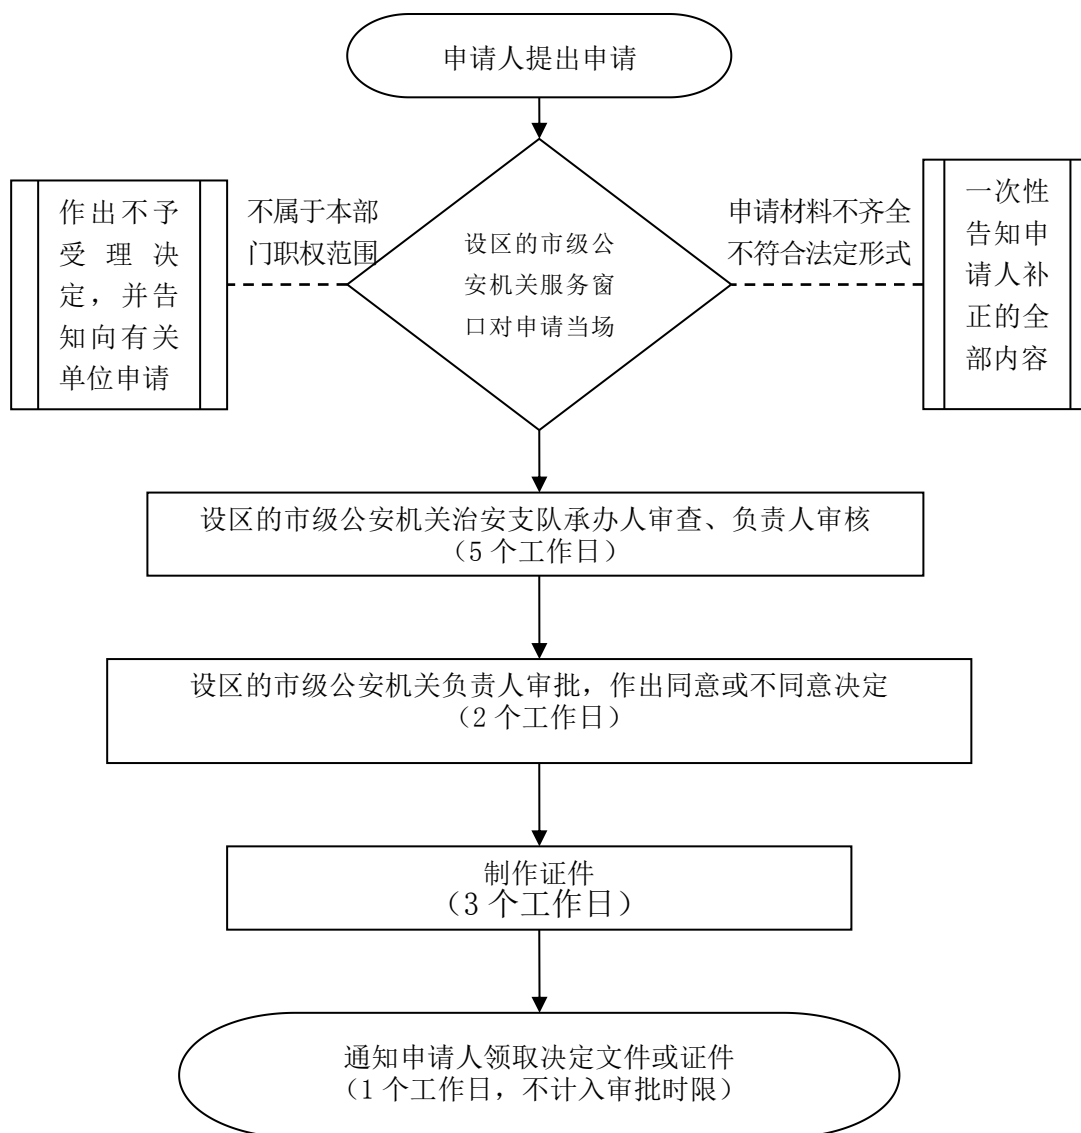 申请人提出申请
作出不予
受理决
定，并告
知向有关
单位申请
不属于本部
门职权范围
设区的市级公
安机关服务窗
口对申请当场
申请材料不齐全
不符合法定形式
一次性
告知申
请人补
正的全
部内容
设区的市级公安机关治安支队承办人审查、负责人审核
（5 个工作日）
设区的市级公安机关负责人审批，作出同意或不同意决定
（2 个工作日）
制作证件
（3 个工作日）
通知申请人领取决定文件或证件
（1 个工作日，不计入审批时限）